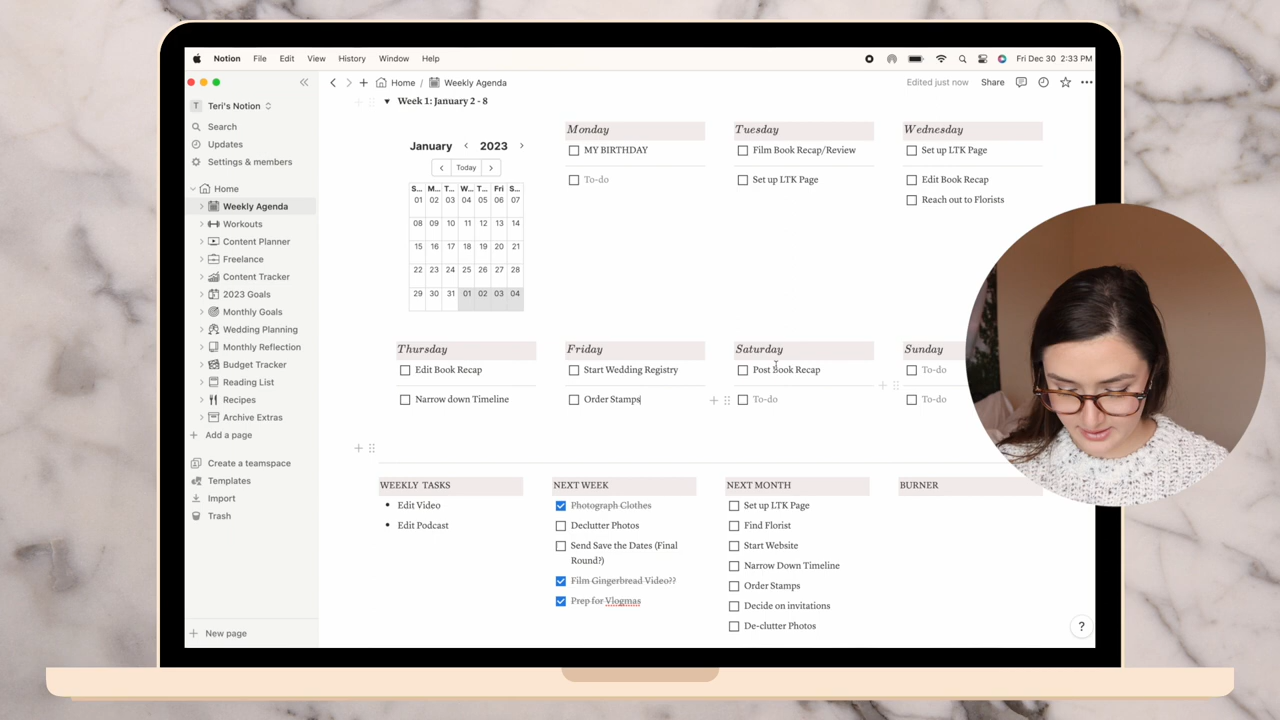 Notion File Edit View History Window Help Fri Dec 30 2:33 PM
Home / Weekly Agenda Edited just now Share
T Teri's Notion
Search
Updates
Settings & members
Home
Weekly Agenda
Workouts
Content Planner
Freelance
Content Tracker
2023 Goals
Monthly Goals
Wedding Planning
Monthly Reflection
Budget Tracker
Reading List
Recipes
Archive Extras
Add a page
Create a teamspace
Templates
Import
Trash
New page
Week 1: January 2 - 8
January 2023
Today
S... M... T... W... T... Fri S...
01 02 03 04 05 06 07
08 09 10 11 12 13 14
15 16 17 18 19 20 21
22 23 24 25 26 27 28
29 30 31 01 02 03 04
Monday
MY BIRTHDAY
To-do
Tuesday
Film Book Recap/Review
Set up LTK Page
Wednesday
Set up LTK Page
Edit Book Recap
Reach out to Florists
Thursday
Edit Book Recap
Narrow down Timeline
Friday
Start Wedding Registry
Order Stamps
Saturday
Post Book Recap
To-do
Sunday
To-do
To-do
WEEKLY TASKS
Edit Video
Edit Podcast
NEXT WEEK
Photograph Clothes
Declutter Photos
Send Save the Dates (Final
Round?)
Film Gingerbread Video??
Prep for Vlogmas
NEXT MONTH
Set up LTK Page
Find Florist
Start Website
Narrow Down Timeline
Order Stamps
Decide on invitations
De-clutter Photos
BURNER
?